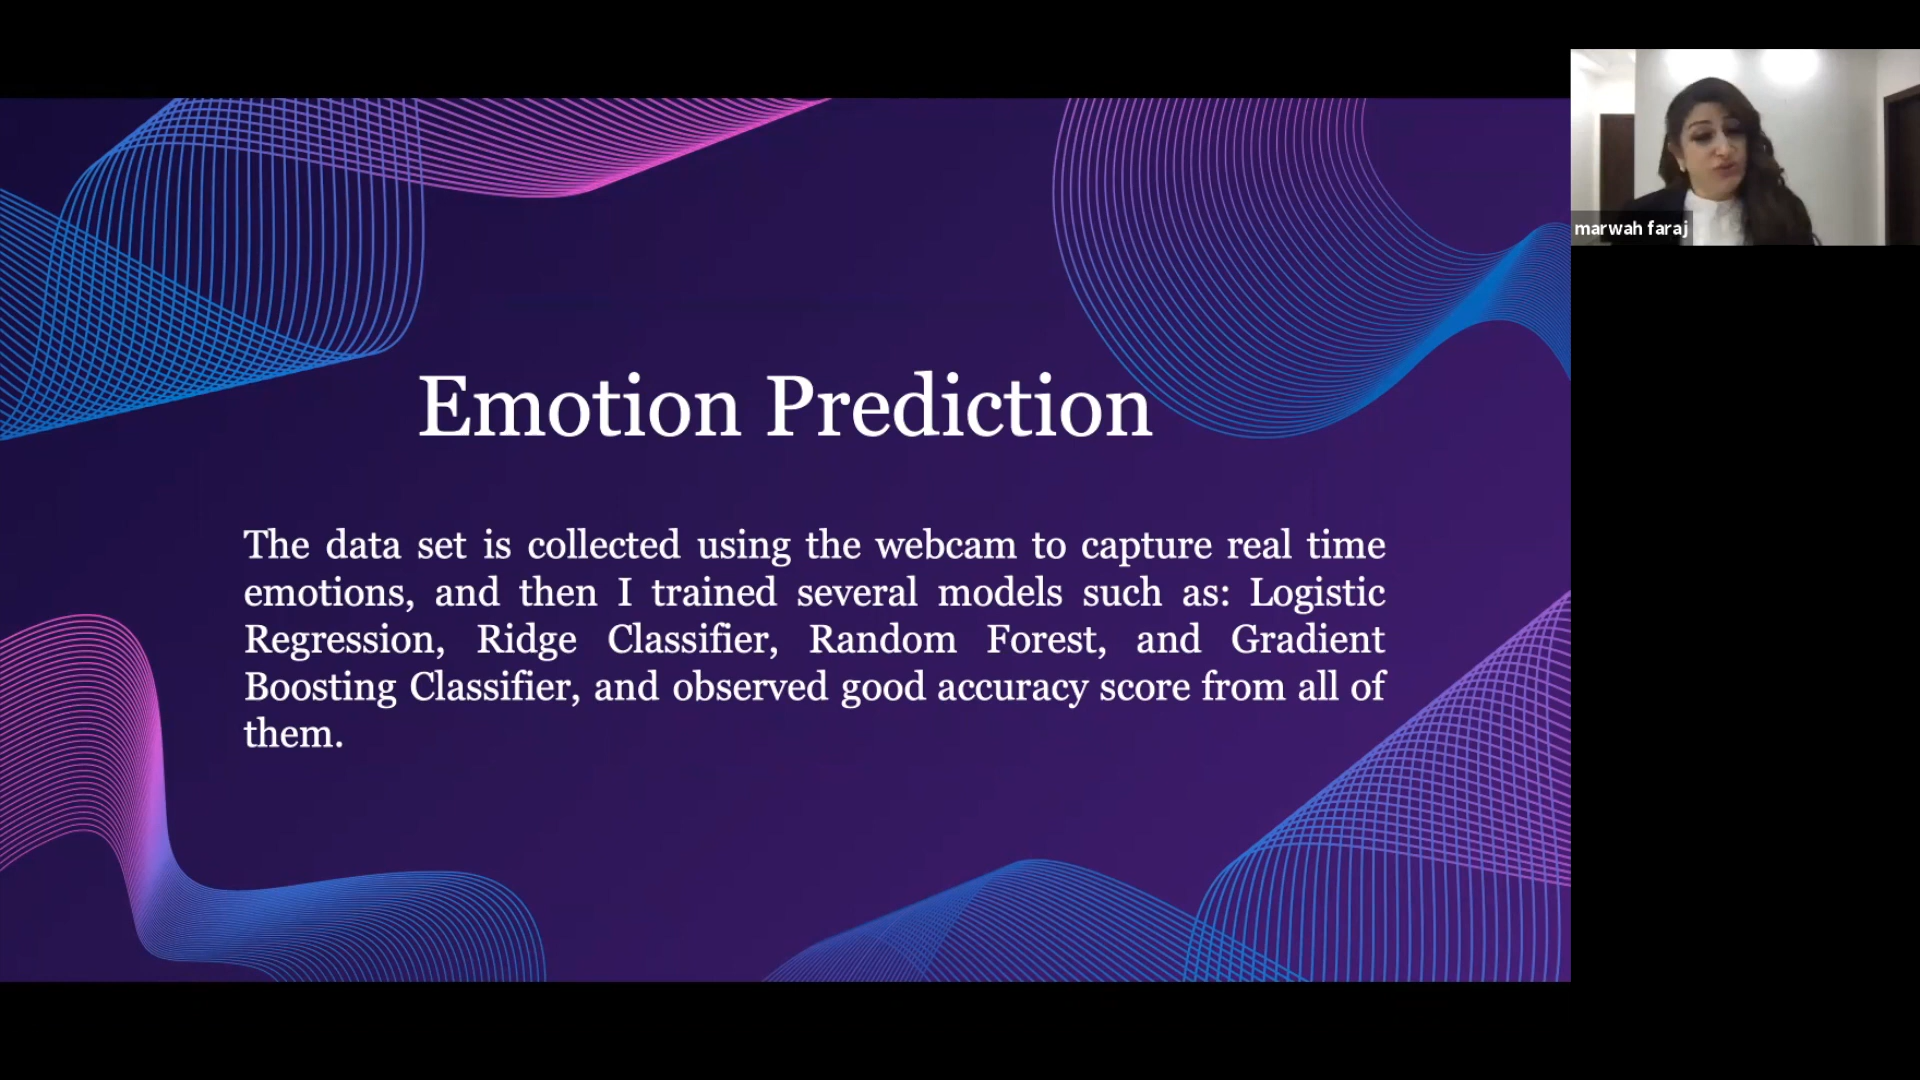 Emotion Prediction
The data set is collected using the webcam to capture real time
emotions, and then I trained several models such as: Logistic
Regression, Ridge Classifier, Random Forest, and Gradient
Boosting Classifier, and observed good accuracy score from all of
them.
marwah faraj